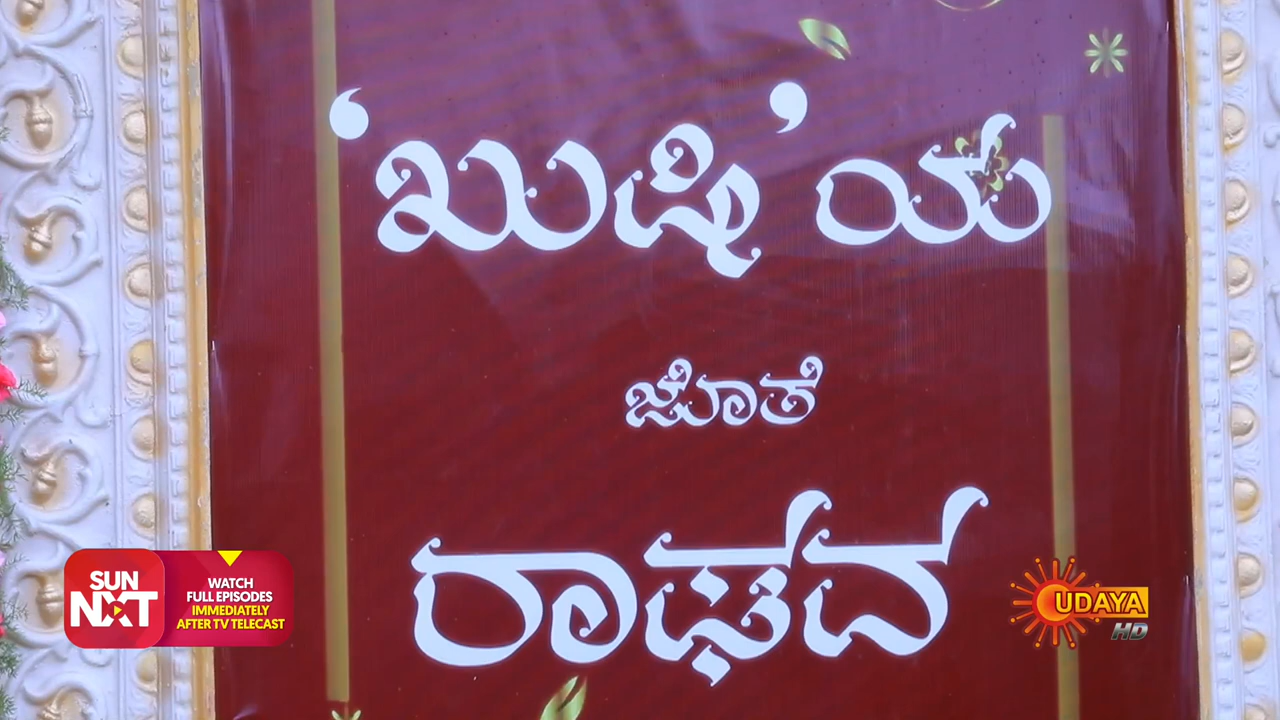 ‘ಖುಷಿ’ಯ
ಜೊತೆ
ರಾಘವ
SUN
NXT
WATCH
FULL EPISODES
IMMEDIATELY
AFTER TV TELECAST
UDAYA
HD